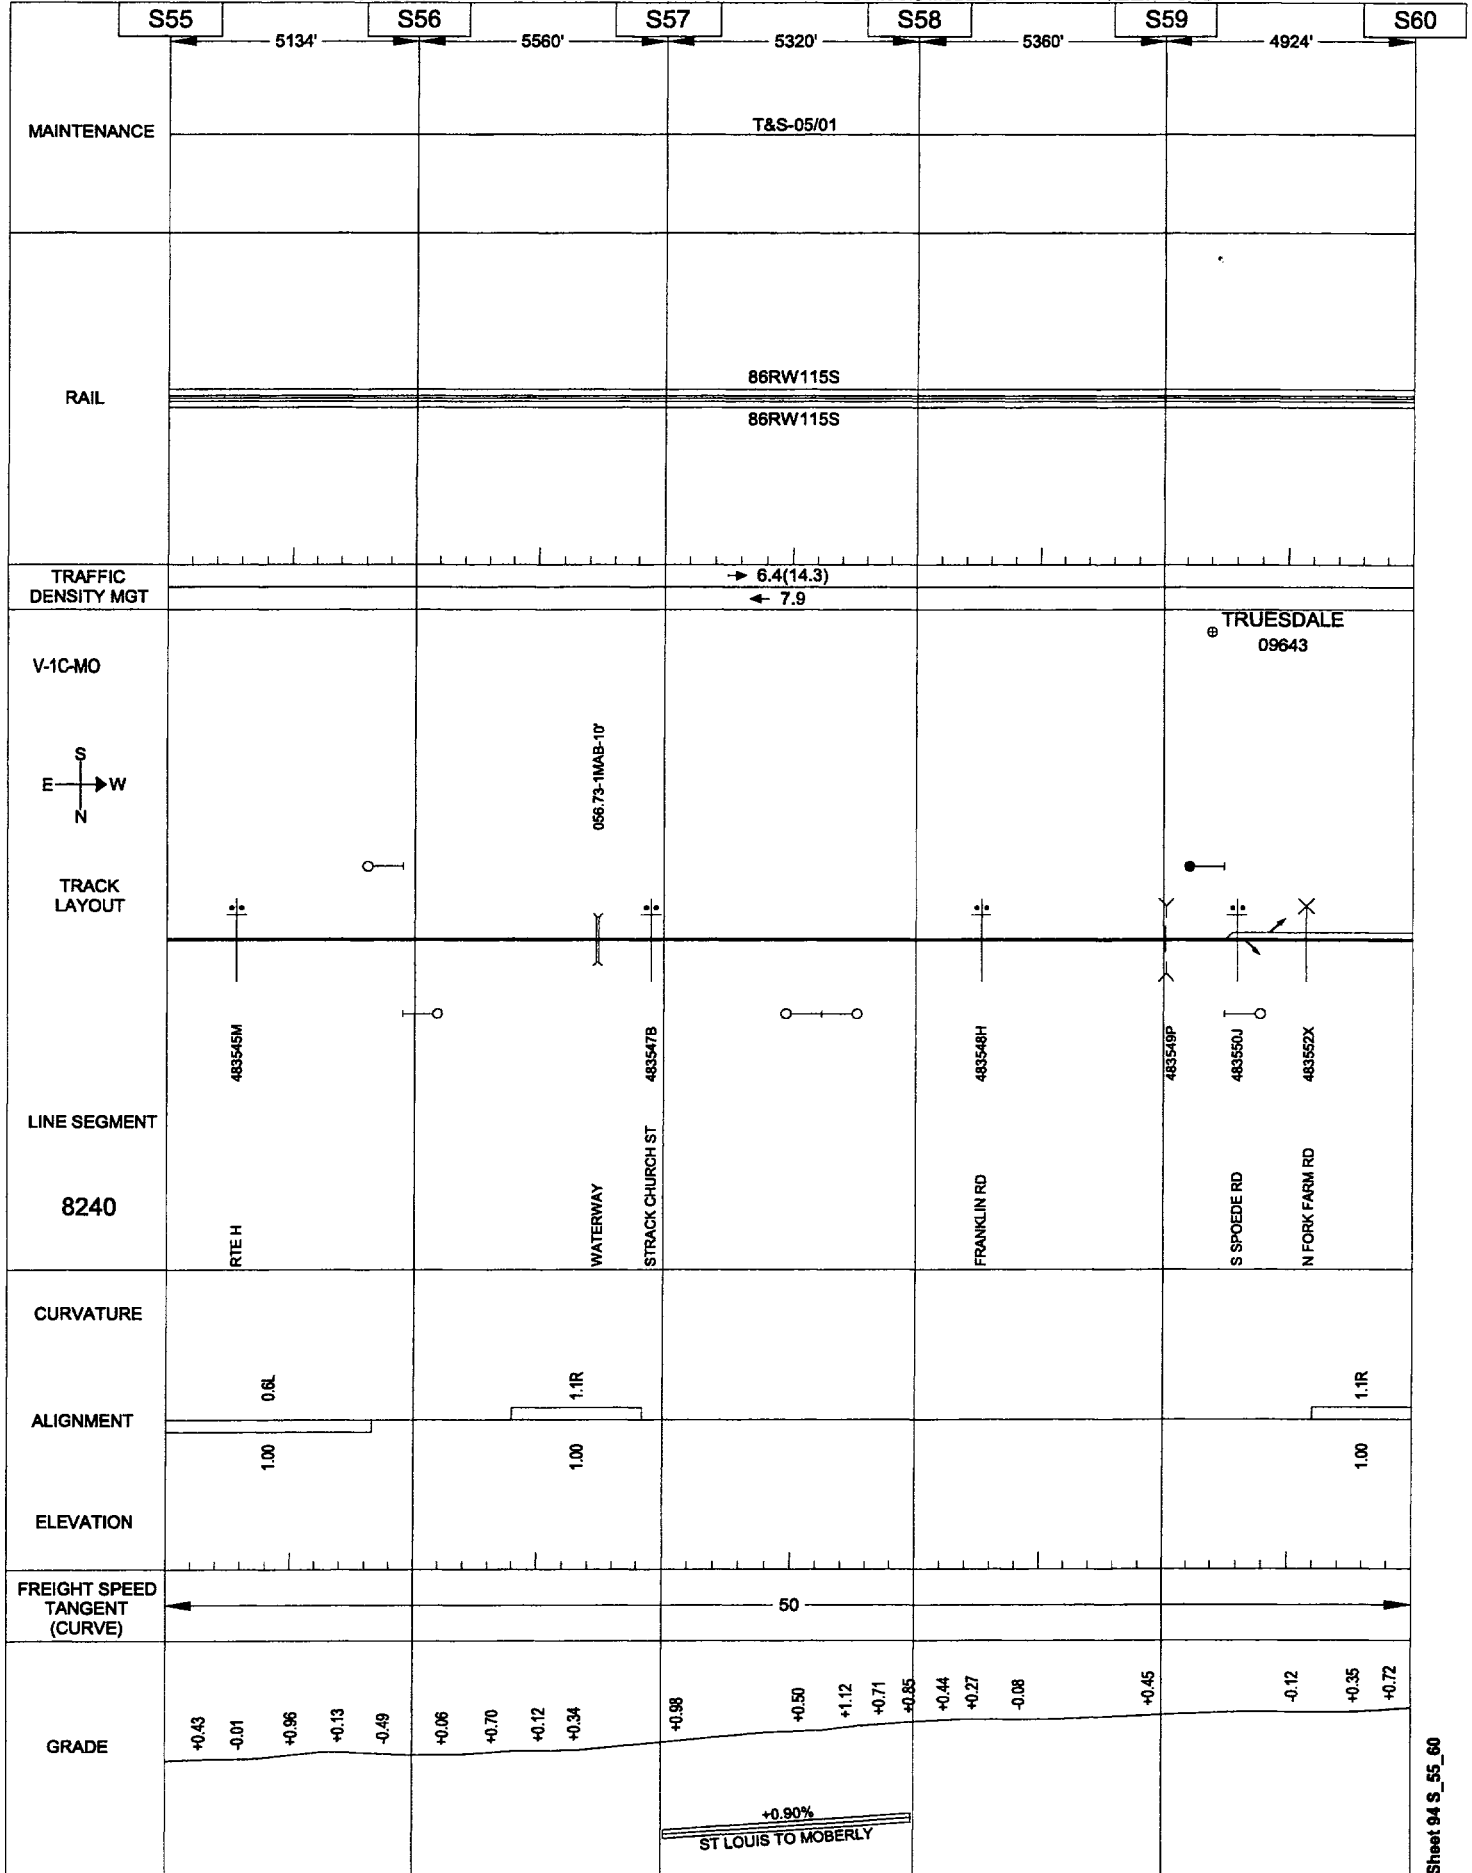 S55 S56 S57 S58 S59 S60
5134' 5560' 5320' 5360' 4924'
MAINTENANCE
T&S-05/01
RAIL
86RW115S
86RW115S
TRAFFIC
DENSITY MGT
6.4(14.3)
7.9
TRUESDALE
09643
V-1C-MO
S
E W
N
056.73-1MAB-10'
TRACK
LAYOUT
483545M
483547B
483548H
483549P
483550J
483552X
LINE SEGMENT
8240
RTE H
WATERWAY
STRACK CHURCH ST
FRANKLIN RD
S SPOEDE RD
N FORK FARM RD
CURVATURE
0.6L
1.1R
1.1R
ALIGNMENT
1.00
1.00
1.00
ELEVATION
FREIGHT SPEED
TANGENT
(CURVE)
50
GRADE
+0.43
-0.01
+0.96
+0.13
-0.49
+0.06
+0.70
+0.12
+0.34
+0.98
+0.50
+1.12
+0.71
+0.85
+0.44
+0.27
-0.08
+0.45
-0.12
+0.35
+0.72
+0.90%
ST LOUIS TO MOBERLY
Sheet 94 S_55_60